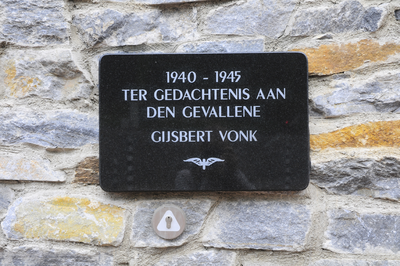 1940 - 1945
TER GEDACHTENIS AAN
DEN GEVALLENE
GIJSBERT VONK